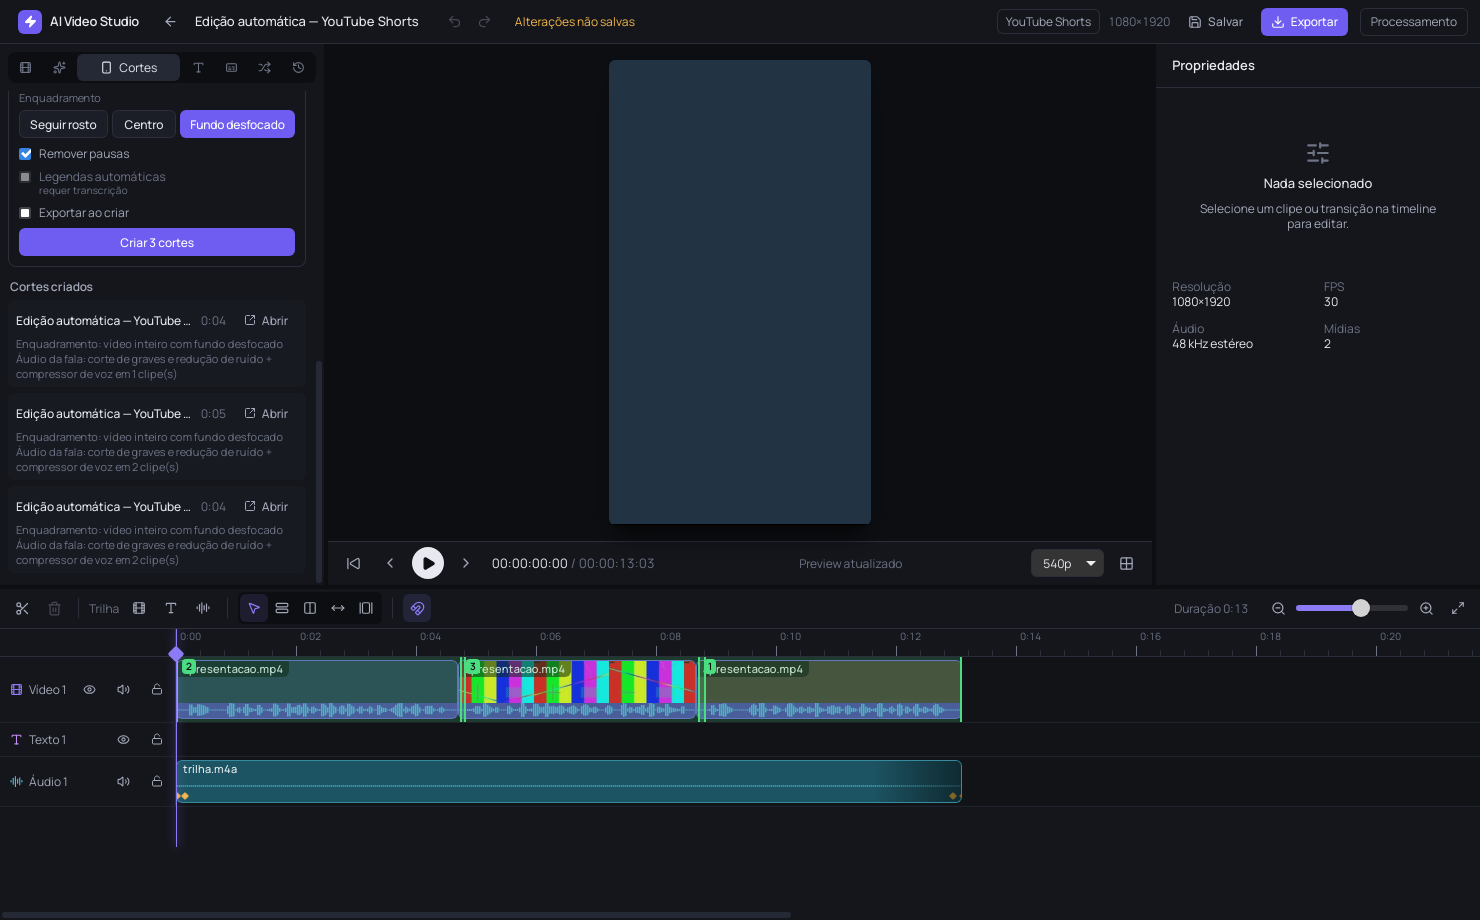 AI Video Studio
Edição automática — YouTube Shorts
Alterações não salvas
YouTube Shorts
1080×1920
Salvar
Exportar
Processamento
Cortes
Enquadramento
Seguir rosto
Centro
Fundo desfocado
Remover pausas
Legendas automáticas
requer transcrição
Exportar ao criar
Criar 3 cortes
Cortes criados
Edição automática — YouTube ... 0:04 Abrir
Enquadramento: vídeo inteiro com fundo desfocado
Áudio da fala: corte de graves e redução de ruído +
compressor de voz em 1 clipe(s)
Edição automática — YouTube ... 0:05 Abrir
Enquadramento: vídeo inteiro com fundo desfocado
Áudio da fala: corte de graves e redução de ruído +
compressor de voz em 2 clipe(s)
Edição automática — YouTube ... 0:04 Abrir
Enquadramento: vídeo inteiro com fundo desfocado
Áudio da fala: corte de graves e redução de ruído +
compressor de voz em 2 clipe(s)
00:00:00:00 / 00:00:13:03
Preview atualizado
540p
Propriedades
Nada selecionado
Selecione um clipe ou transição na timeline
para editar.
Resolução
1080×1920
FPS
30
Áudio
48 kHz estéreo
Mídias
2
Trilha
Duração 0:13
0:00 0:02 0:04 0:06 0:08 0:10 0:12 0:14 0:16 0:18 0:20
Vídeo 1
2 resentacao.mp4
3 resentacao.mp4
1 resentacao.mp4
Texto 1
Áudio 1
trilha.m4a